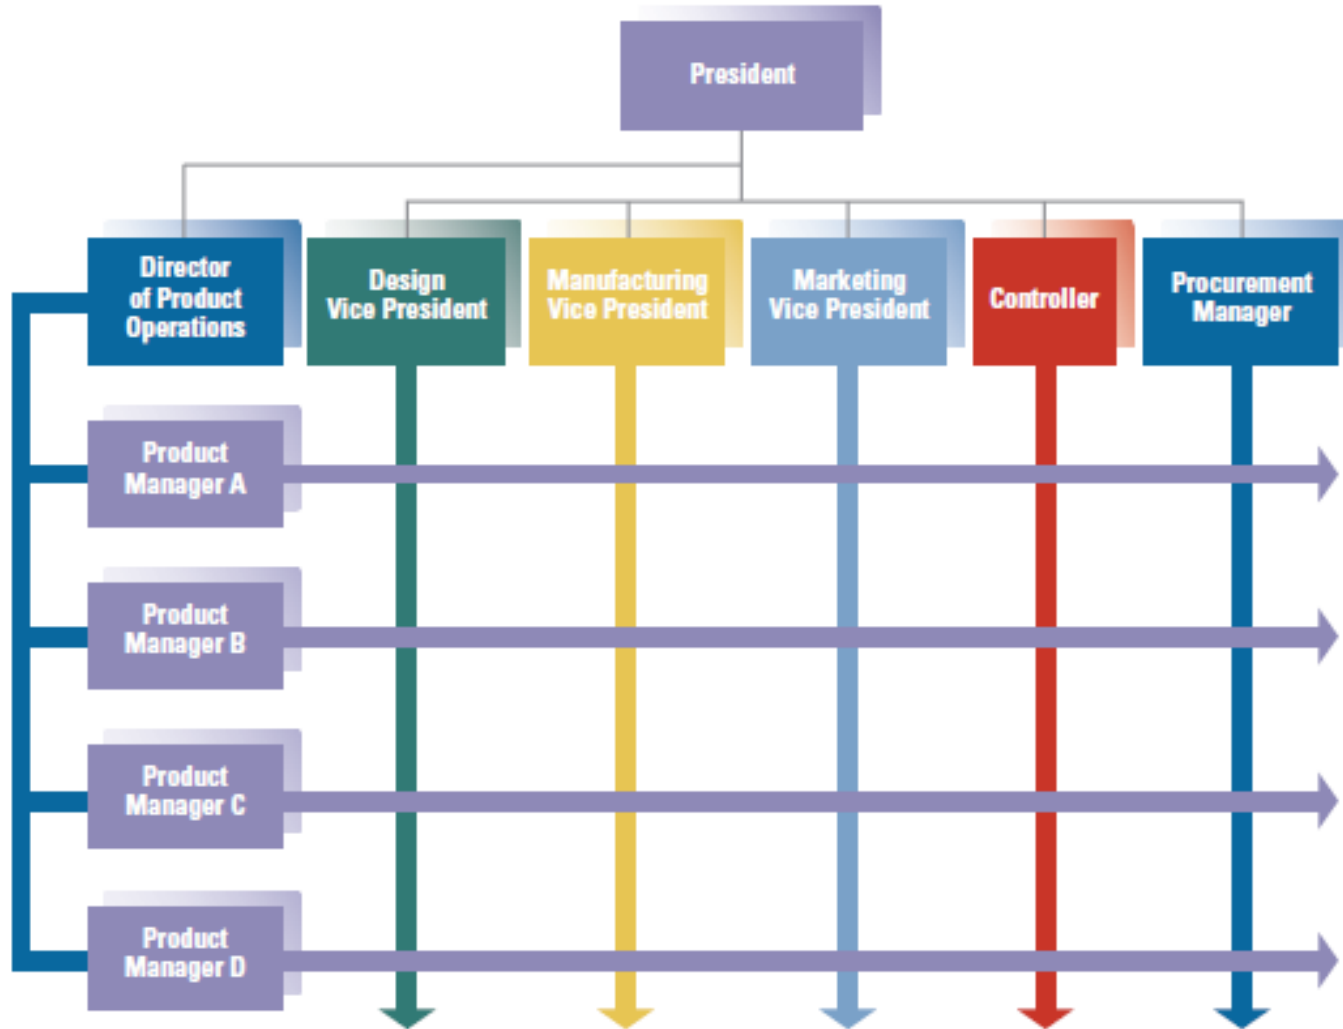 President
Director
of Product
Operations
Design
Vice President
Manufacturing
Vice President
Marketing
Vice President
Controller
Procurement
Manager
Product
Manager A
Product
Manager B
Product
Manager C
Product
Manager D